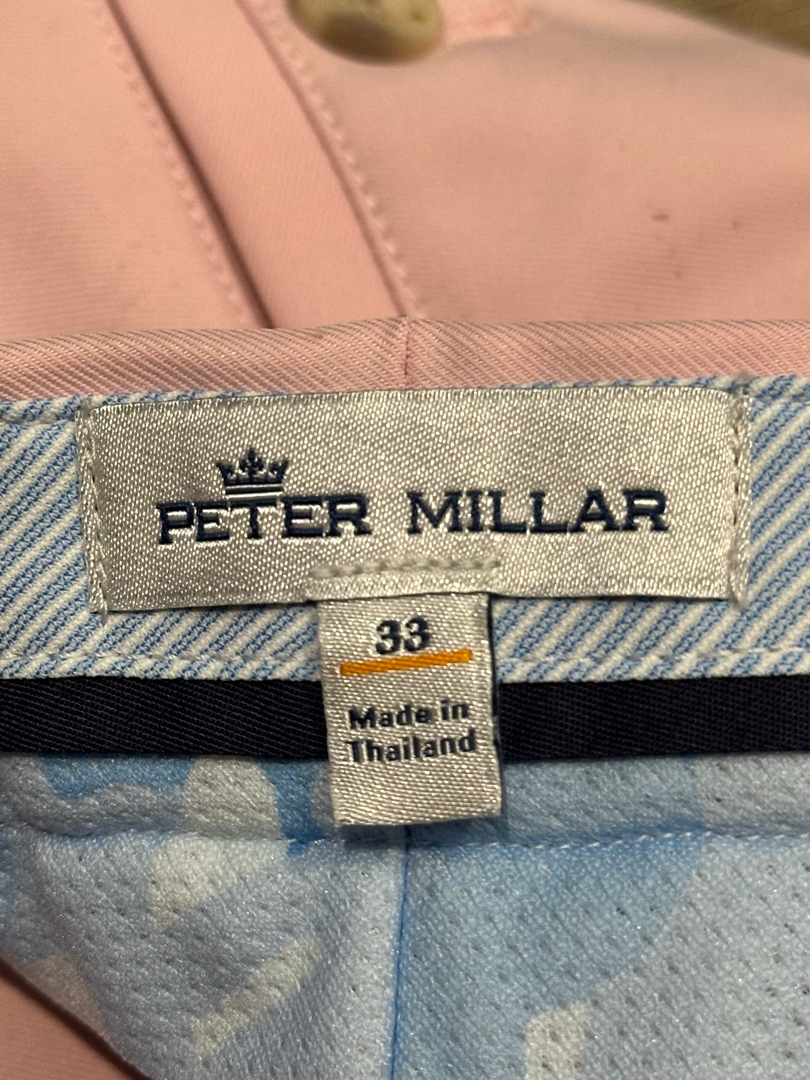 PETER MILLAR
33
Made in
Thailand